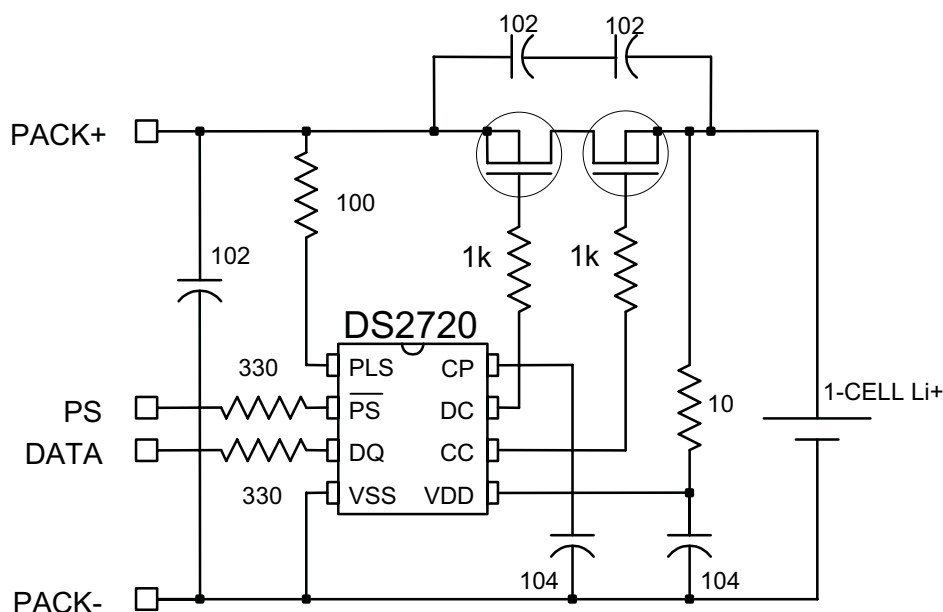 102
102
PACK+
100
1k
1k
102
DS2720
330
PLS
CP
PS
PS
DC
10
1-CELL Li+
DATA
DQ
CC
330
VSS
VDD
104
104
PACK-